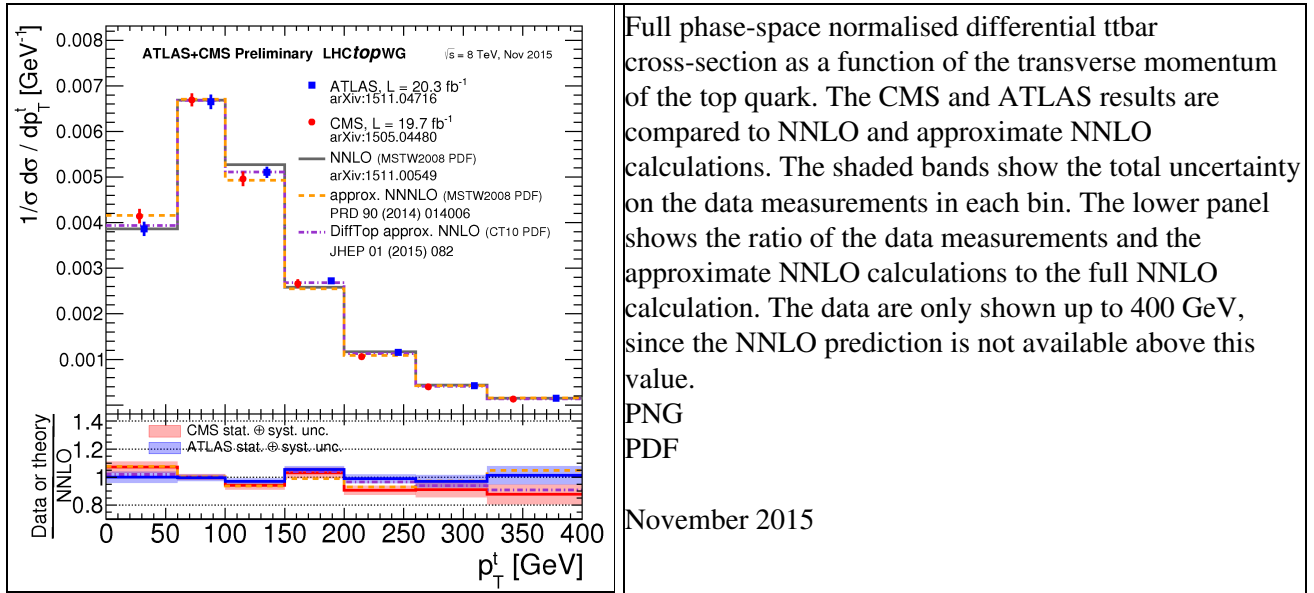 1/σ dσ / dp_T^t [GeV⁻¹]
0.008
0.007
0.006
0.005
0.004
0.003
0.002
0.001
ATLAS+CMS Preliminary LHCtopWG √s = 8 TeV, Nov 2015
ATLAS, L = 20.3 fb⁻¹
arXiv:1511.04716
CMS, L = 19.7 fb⁻¹
arXiv:1505.04480
NNLO (MSTW2008 PDF)
arXiv:1511.00549
approx. NNNLO (MSTW2008 PDF)
PRD 90 (2014) 014006
DiffTop approx. NNLO (CT10 PDF)
JHEP 01 (2015) 082
Data or theory
NNLO
1.4
1.2
1
0.8
CMS stat. ⊕ syst. unc.
ATLAS stat. ⊕ syst. unc.
0 50 100 150 200 250 300 350 400
p_T^t [GeV]
Full phase-space normalised differential ttbar
cross-section as a function of the transverse momentum
of the top quark. The CMS and ATLAS results are
compared to NNLO and approximate NNLO
calculations. The shaded bands show the total uncertainty
on the data measurements in each bin. The lower panel
shows the ratio of the data measurements and the
approximate NNLO calculations to the full NNLO
calculation. The data are only shown up to 400 GeV,
since the NNLO prediction is not available above this
value.
PNG
PDF
November 2015